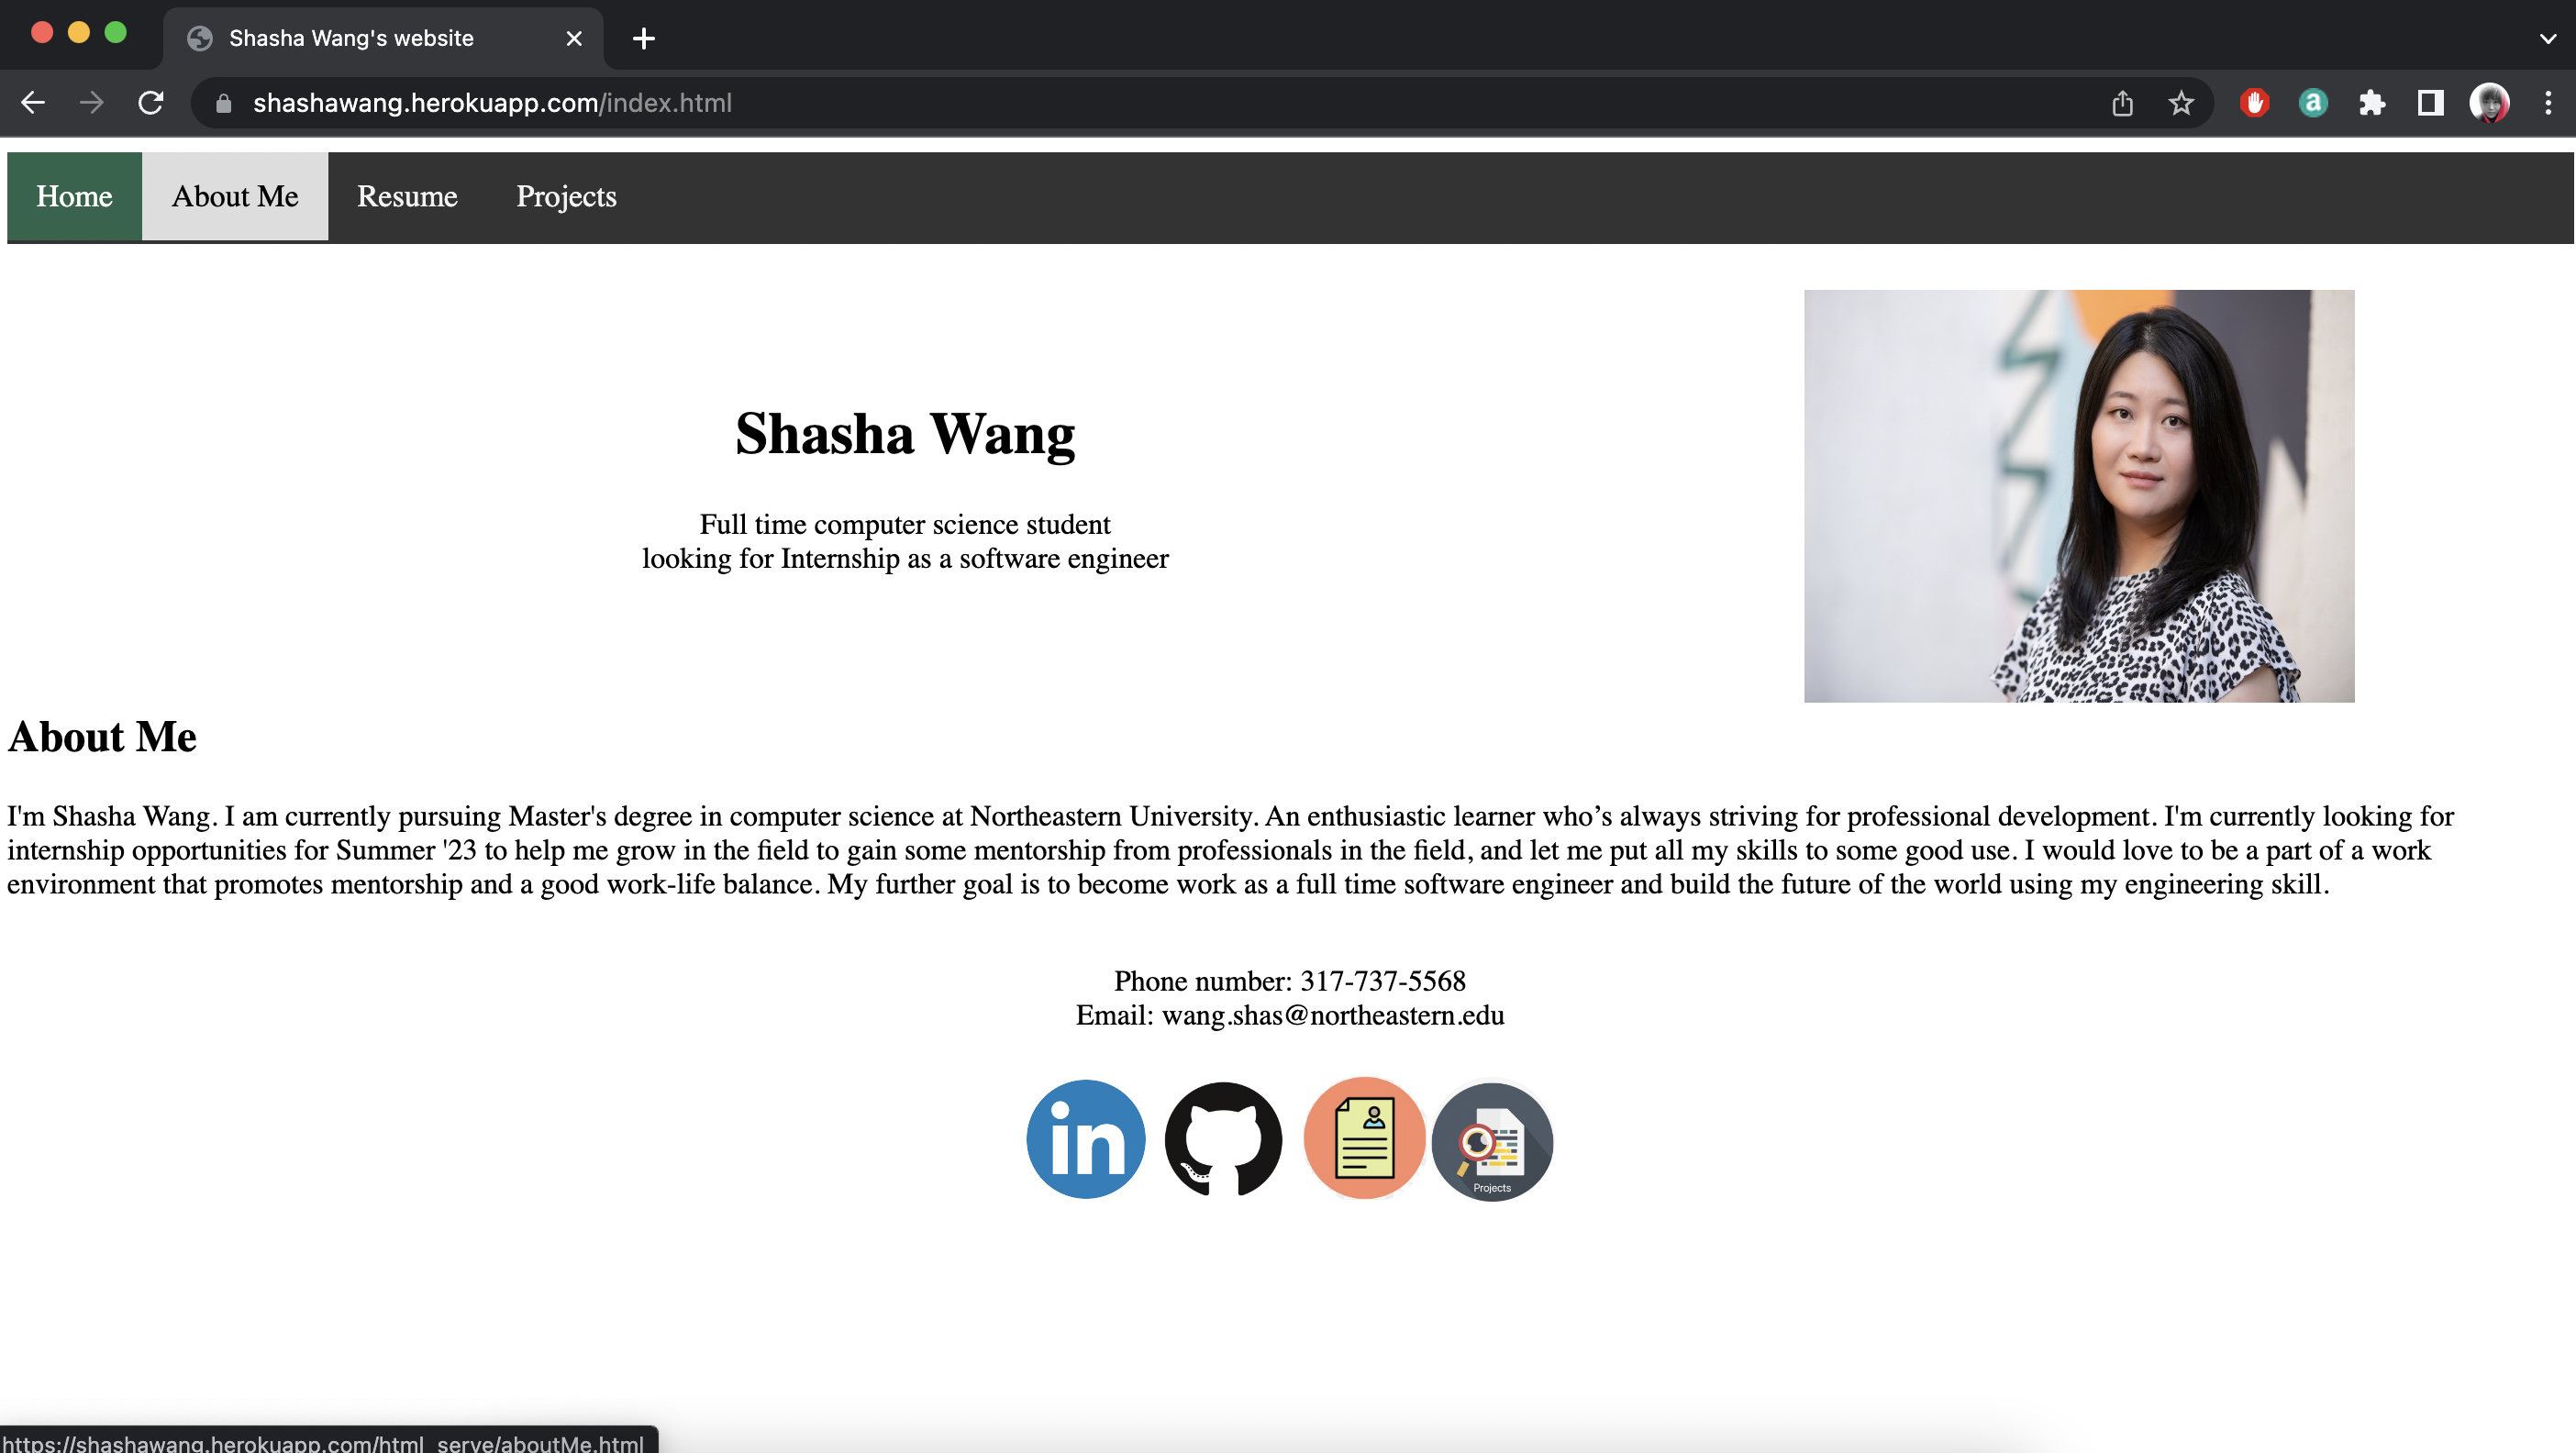 Shasha Wang's website
shashawang.herokuapp.com/index.html
a
Home About Me Resume Projects
Shasha Wang
Full time computer science student
looking for Internship as a software engineer
About Me
I'm Shasha Wang. I am currently pursuing Master's degree in computer science at Northeastern University. An enthusiastic learner who’s always striving for professional development. I'm currently looking for
internship opportunities for Summer '23 to help me grow in the field to gain some mentorship from professionals in the field, and let me put all my skills to some good use. I would love to be a part of a work
environment that promotes mentorship and a good work-life balance. My further goal is to become work as a full time software engineer and build the future of the world using my engineering skill.
Phone number: 317-737-5568
Email: wang.shas@northeastern.edu
in
Projects
https://shashawang.herokuapp.com/html_serve/aboutMe.html